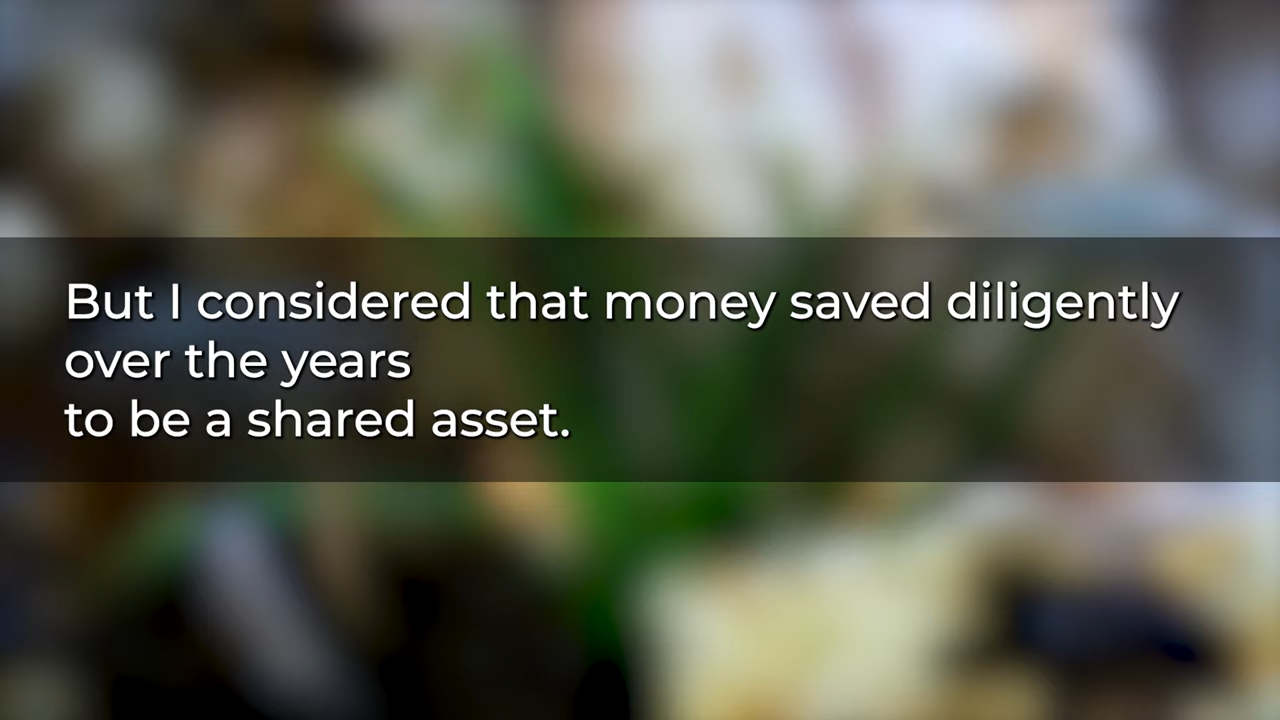 But I considered that money saved diligently
over the years
to be a shared asset.